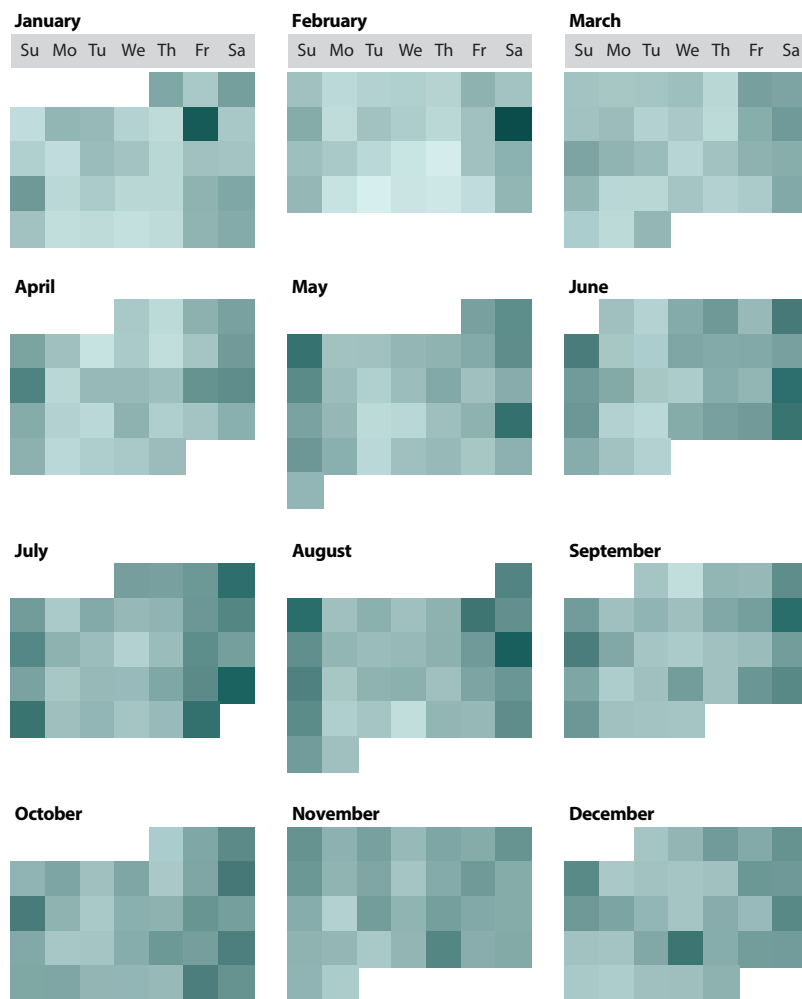 January February March
Su Mo Tu We Th Fr Sa Su Mo Tu We Th Fr Sa Su Mo Tu We Th Fr Sa
April May June
July August September
October November December